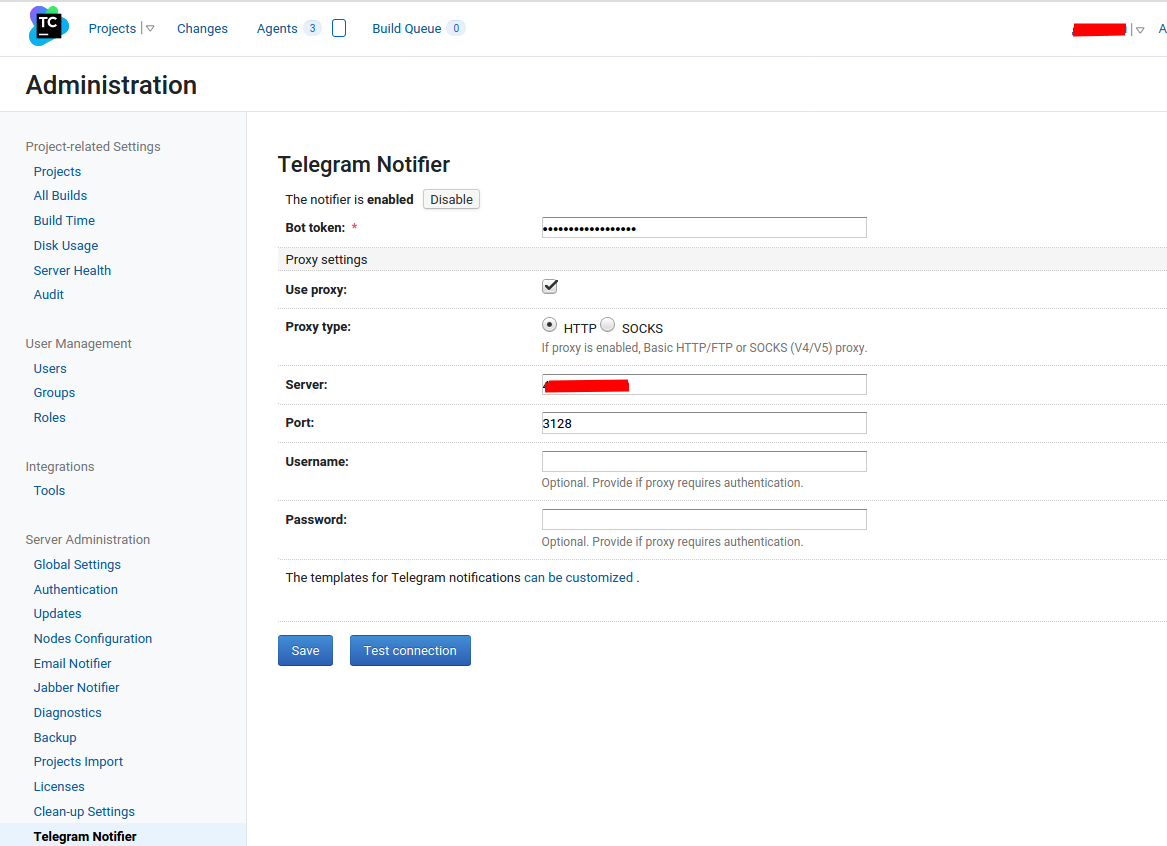 TC
Projects Changes Agents 3 Build Queue 0 A
Administration
Project-related Settings
Projects
All Builds
Build Time
Disk Usage
Server Health
Audit
User Management
Users
Groups
Roles
Integrations
Tools
Server Administration
Global Settings
Authentication
Updates
Nodes Configuration
Email Notifier
Jabber Notifier
Diagnostics
Backup
Projects Import
Licenses
Clean-up Settings
Telegram Notifier
Telegram Notifier
The notifier is enabled Disable
Bot token: * ••••••••••••••••••
Proxy settings
Use proxy:
Proxy type: HTTP SOCKS
If proxy is enabled, Basic HTTP/FTP or SOCKS (V4/V5) proxy.
Server:
Port: 3128
Username:
Optional. Provide if proxy requires authentication.
Password:
Optional. Provide if proxy requires authentication.
The templates for Telegram notifications can be customized .
Save Test connection